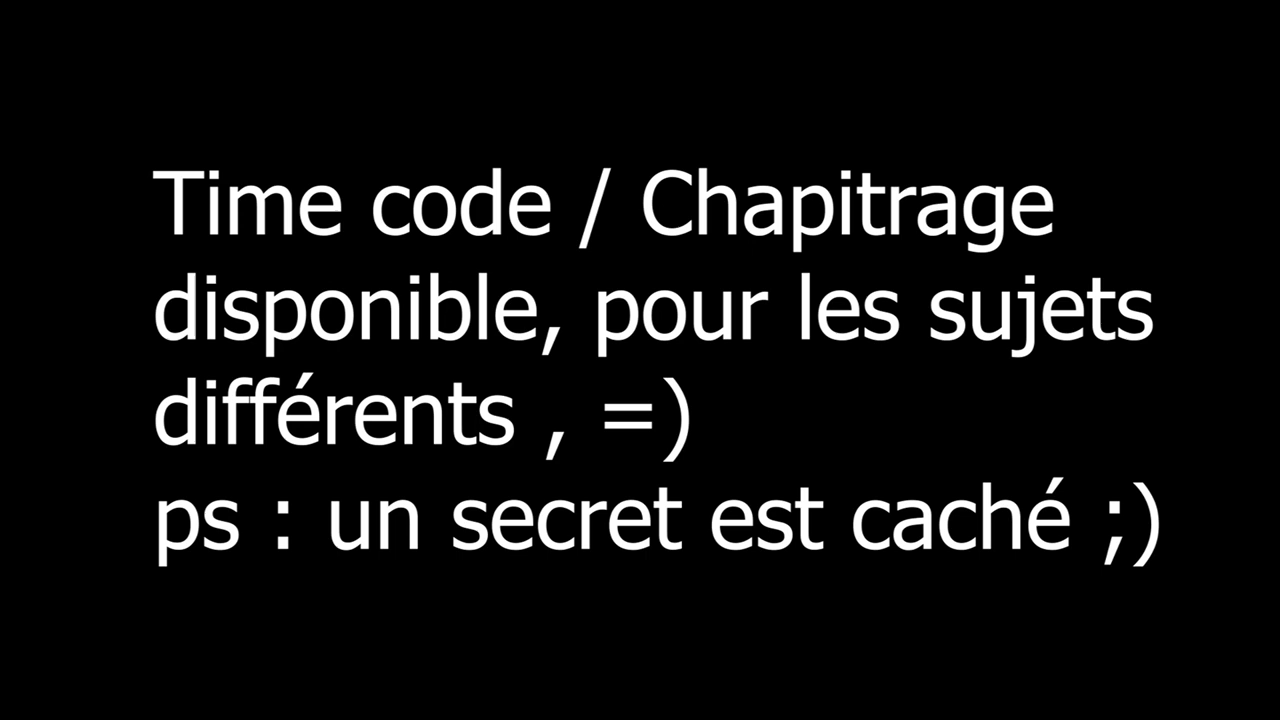 Time code / Chapitrage
disponible, pour les sujets
différents , =)
ps : un secret est caché ;)